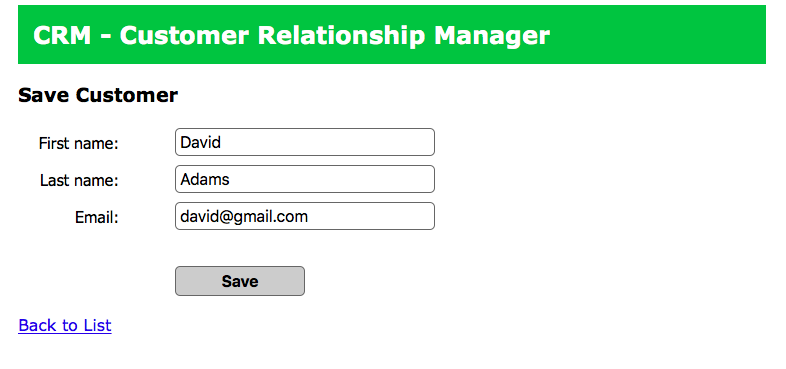 CRM - Customer Relationship Manager
Save Customer
First name: David
Last name: Adams
Email: david@gmail.com
Save
Back to List